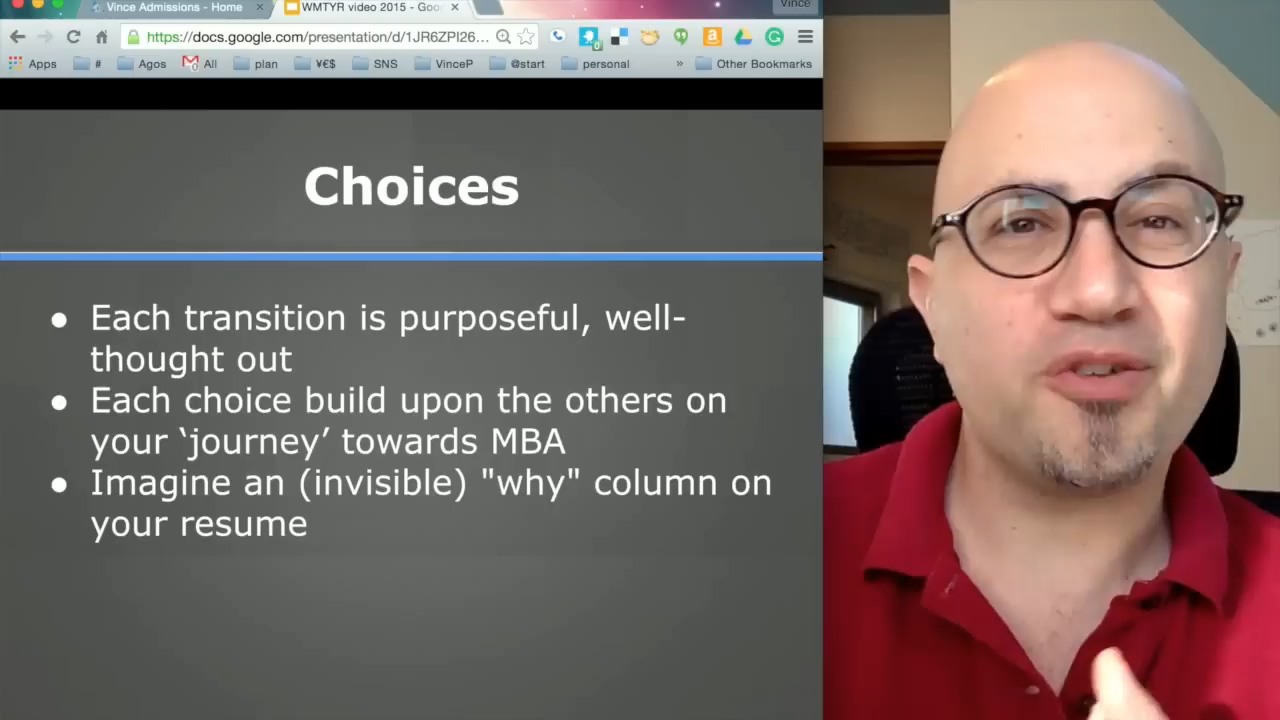 Vince
Vince Admissions - Home
WMTYR video 2015 - Goo
https://docs.google.com/presentation/d/1JR6ZPI26...
0
Apps
#
Agos
All
plan
¥€$
SNS
VinceP
@start
personal
»
Other Bookmarks
Choices
● Each transition is purposeful, well-
thought out
● Each choice build upon the others on
your ‘journey’ towards MBA
● Imagine an (invisible) "why" column on
your resume